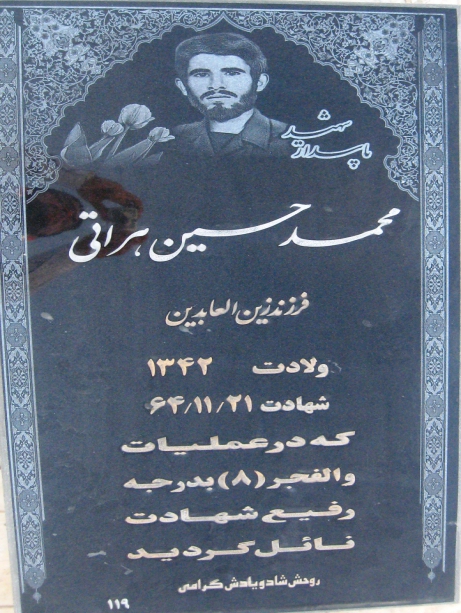 شهید
پاسدار
محمد حسین هراتی
فرزند زین العابدین
ولادت ۱۳۴۲
شهادت ۶۴/۱۱/۲۱
که در عملیات
والفجر (۸) بدرجه
رفیع شهادت
نائل گردید
روحش شاد و یادش گرامی
۱۱۹